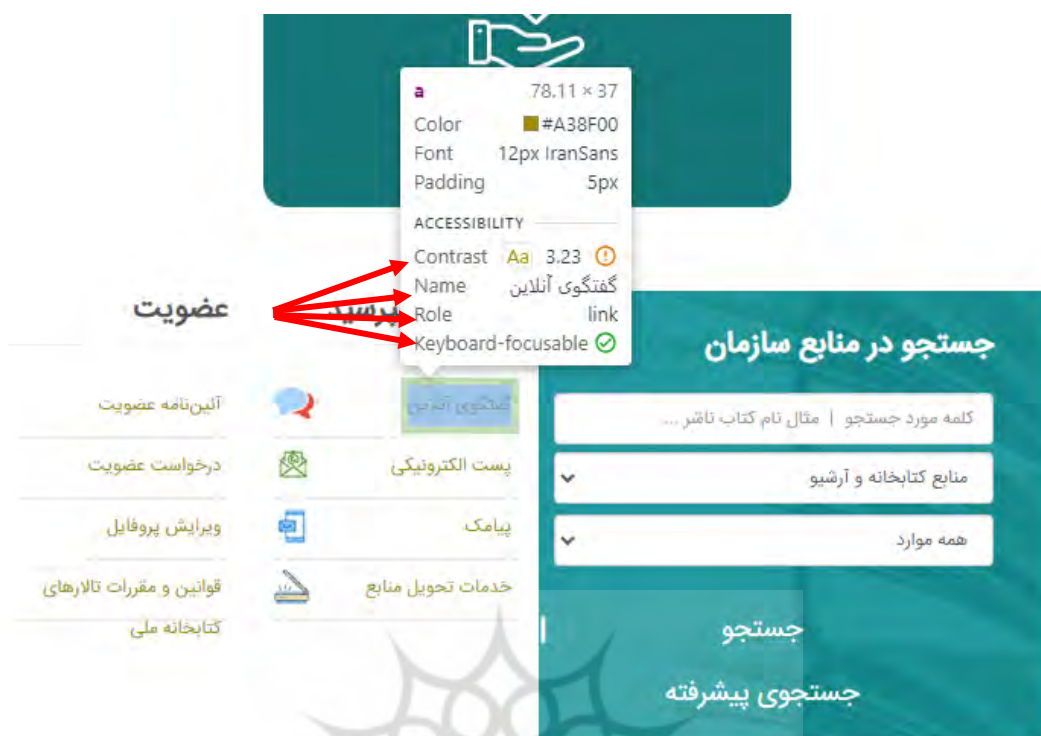 a 78.11 × 37
Color #A38F00
Font 12px IranSans
Padding 5px
ACCESSIBILITY
Contrast Aa 3.23
Name گفتگوی آنلاین
Role link
Keyboard-focusable
جستجو در منابع سازمان
کلمه مورد جستجو | مثال نام کتاب ناشر ...
منابع کتابخانه و آرشیو
همه موارد
جستجو
جستجوی پیشرفته
گفتگوی آنلاین
پست الکترونیکی
پیامک
خدمات تحویل منابع
عضویت
آئین‌نامه عضویت
درخواست عضویت
ویرایش پروفایل
قوانین و مقررات تالارهای
کتابخانه ملی